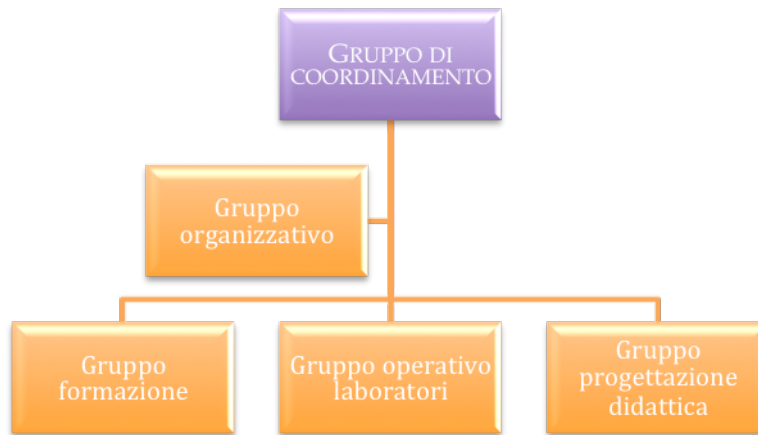 GRUPPO DI
COORDINAMENTO
Gruppo
organizzativo
Gruppo
formazione
Gruppo operativo
laboratori
Gruppo
progettazione
didattica